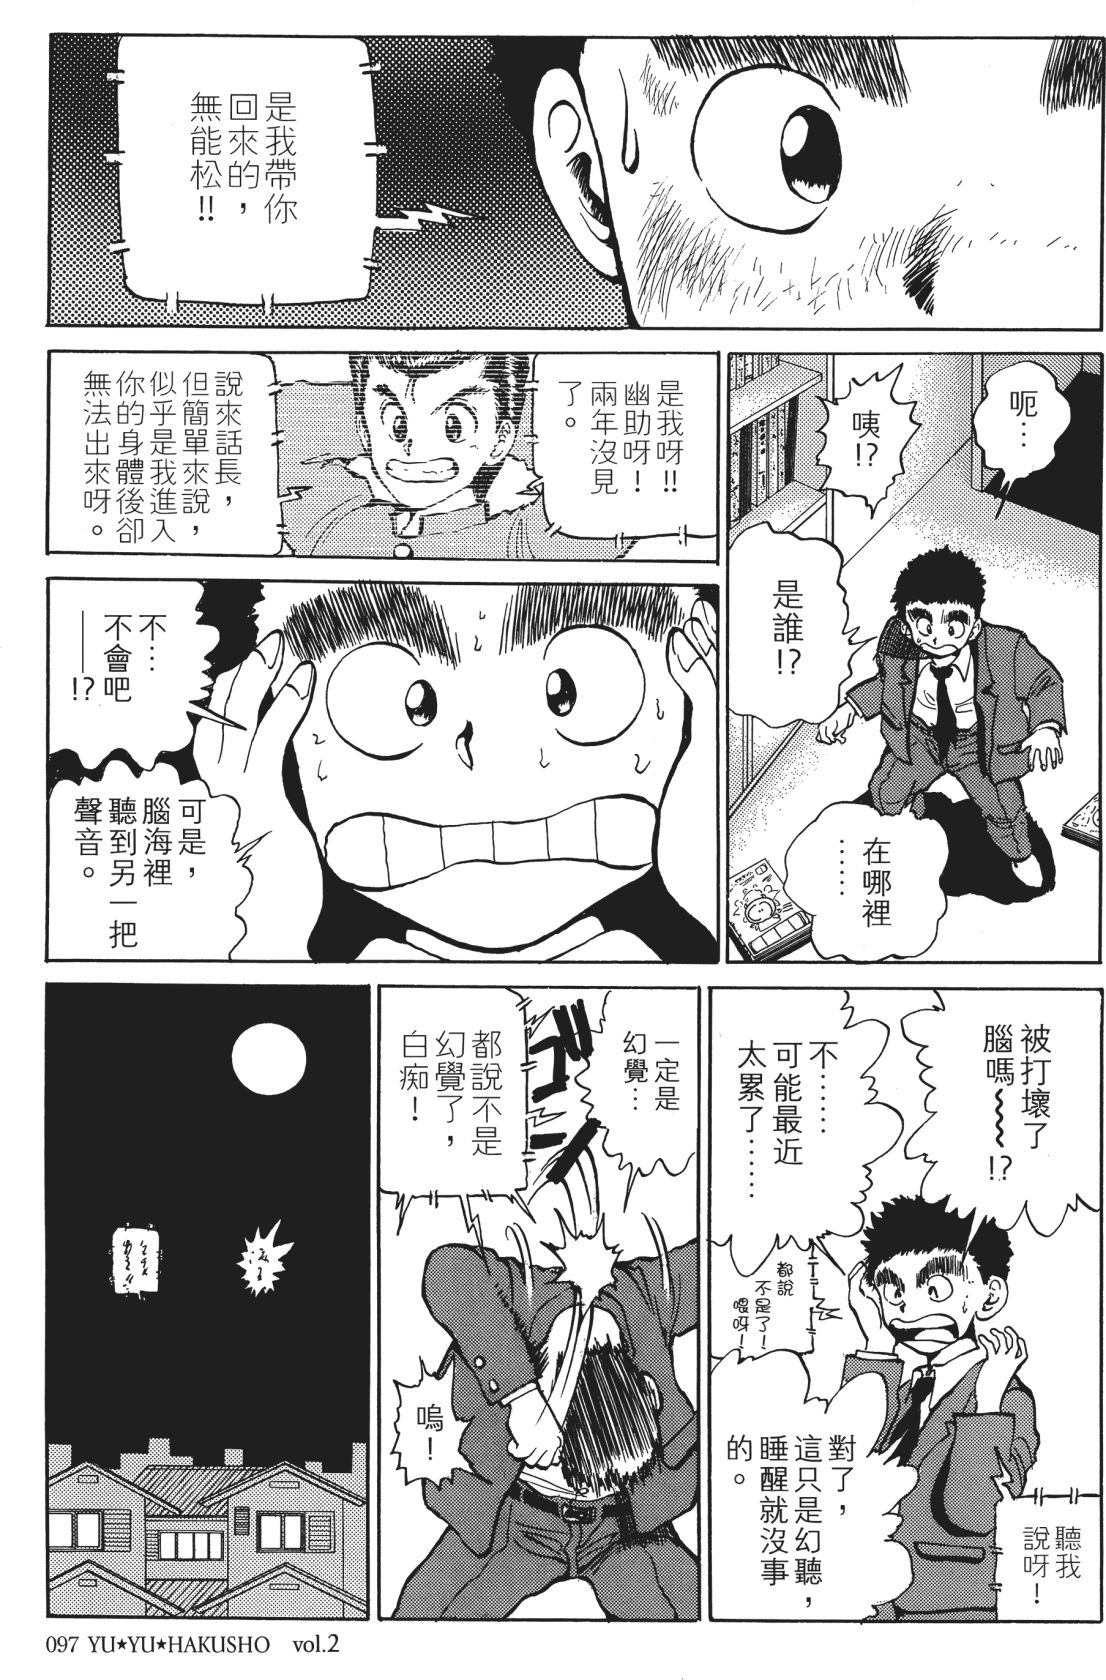 是我帶你
回來的，
無能松!!
呃…
咦!?
是誰!?
在哪裡
……
是我呀!!
幽助呀！
兩年沒見
了。
說來話長，
但簡單來說，
似乎是我進入
你的身體後卻
無法出來呀。
不…
不會吧
——!?
可是，
腦海裡
聽到另一把
聲音。
被打壞了
腦嗎～～～!?
不……
可能最近
太累了……
都說
不是了！
喂呀！
對了，
這只是幻聽，
睡醒就沒事
的。
聽我
說呀！
一定是
幻覺…
都說不是
幻覺了，
白痴！
ゴ
嗚！
097 YU★YU★HAKUSHO vol.2